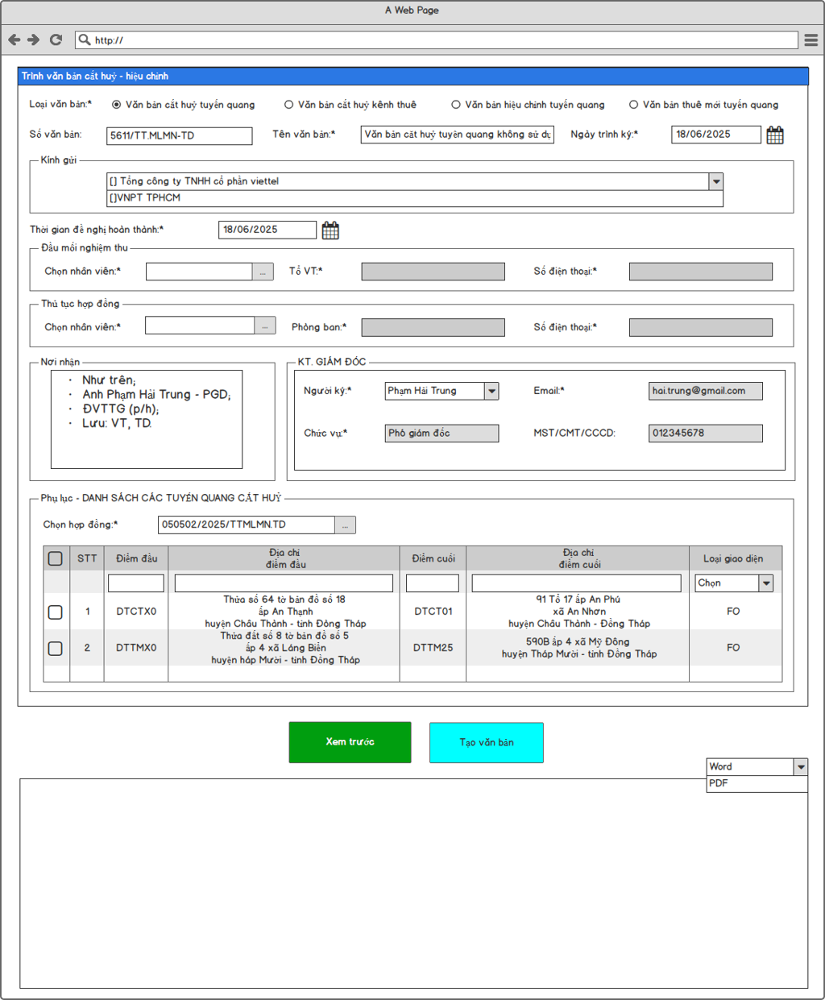 A Web Page
http://
Trình văn bản cắt huỷ - hiệu chỉnh
Loại văn bản:* Văn bản cắt huỷ tuyến quang Văn bản cắt huỷ kênh thuê Văn bản hiệu chỉnh tuyến quang Văn bản thuê mới tuyến quang
Số văn bản: 5611/TT.MLMN-TD Tên văn bản:* Văn bản cắt huỷ tuyến quang không sử dụ Ngày trình ký:* 18/06/2025
Kính gửi
[] Tổng công ty TNHH cổ phần viettel
[]VNPT TPHCM
Thời gian đề nghị hoàn thành:* 18/06/2025
Đầu mối nghiệm thu
Chọn nhân viên:* ... Tổ VT:* Số điện thoại:*
Thủ tục hợp đồng
Chọn nhân viên:* ... Phòng ban:* Số điện thoại:*
Nơi nhận
· Như trên;
· Anh Phạm Hải Trung - PGD;
· ĐVTTG (p/h);
· Lưu: VT, TD.
KT. GIÁM ĐỐC
Người ký:* Phạm Hải Trung Email:* hai.trung@gmail.com
Chức vụ:* Phó giám đốc MST/CMT/CCCD: 012345678
Phụ lục - DANH SÁCH CÁC TUYẾN QUANG CẮT HUỶ
Chọn hợp đồng:* 050502/2025/TTMLMN.TD ...
STT Điểm đầu Địa chỉ điểm đầu Điểm cuối Địa chỉ điểm cuối Loại giao diện
Chọn
1 DTCTX0 Thửa số 64 tờ bản đồ số 18 ấp An Thạnh huyện Châu Thành - tỉnh Đồng Tháp DTCT01 91 Tổ 17 ấp An Phú xã An Nhơn huyện Châu Thành - Đồng Tháp FO
2 DTTMX0 Thửa đất số 8 tờ bản đồ số 5 ấp 4 xã Láng Biển huyện háp Mười - tỉnh Đồng Tháp DTTM25 590B ấp 4 xã Mỹ Đông huyện Tháp Mười - tỉnh Đồng Tháp FO
Xem trước
Tạo văn bản
Word
PDF